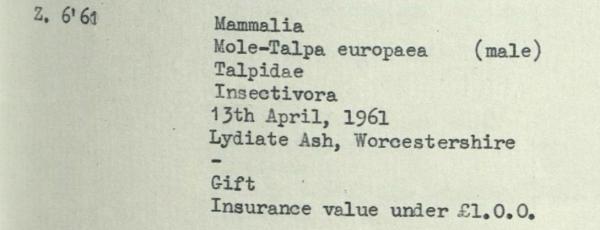 Z. 6'61
Mammalia
Mole-Talpa europaea (male)
Talpidae
Insectivora
13th April, 1961
Lydiate Ash, Worcestershire
-
Gift
Insurance value under £1.0.0.